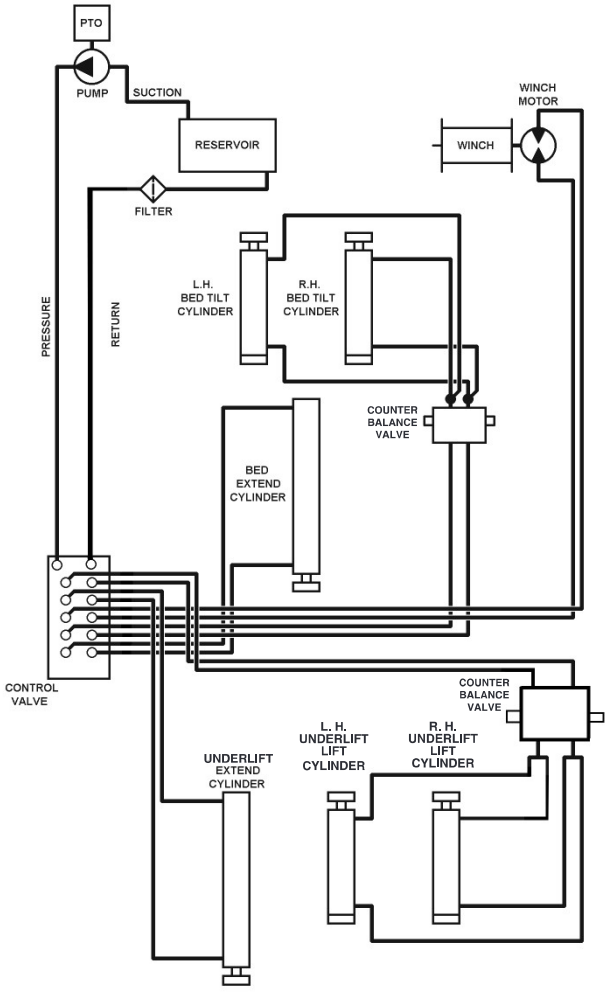 PTO
PUMP
SUCTION
RESERVOIR
FILTER
WINCH
MOTOR
WINCH
PRESSURE
RETURN
L.H.
BED TILT
CYLINDER
R.H.
BED TILT
CYLINDER
COUNTER
BALANCE
VALVE
BED
EXTEND
CYLINDER
CONTROL
VALVE
COUNTER
BALANCE
VALVE
L. H.
UNDERLIFT
LIFT
CYLINDER
R. H.
UNDERLIFT
LIFT
CYLINDER
UNDERLIFT
EXTEND
CYLINDER